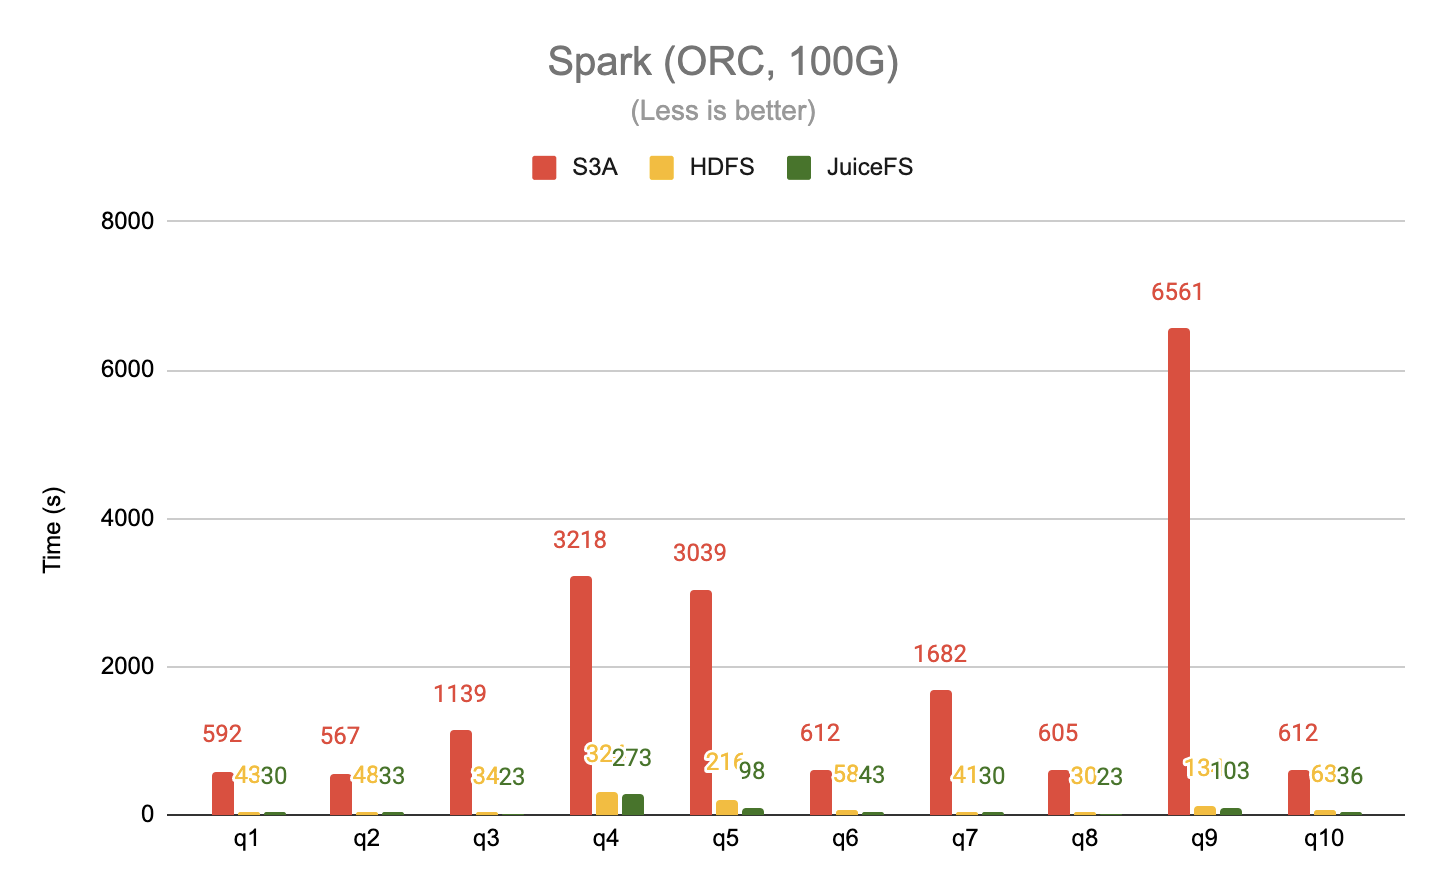 Spark (ORC, 100G)
(Less is better)
S3A HDFS JuiceFS
8000
6000
4000
2000
0
Time (s)
592 43 30
567 48 33
1139 34 23
3218 273
3039 216 98
612 58 43
1682 41 30
605 30 23
6561 103
612 63 36
q1 q2 q3 q4 q5 q6 q7 q8 q9 q10